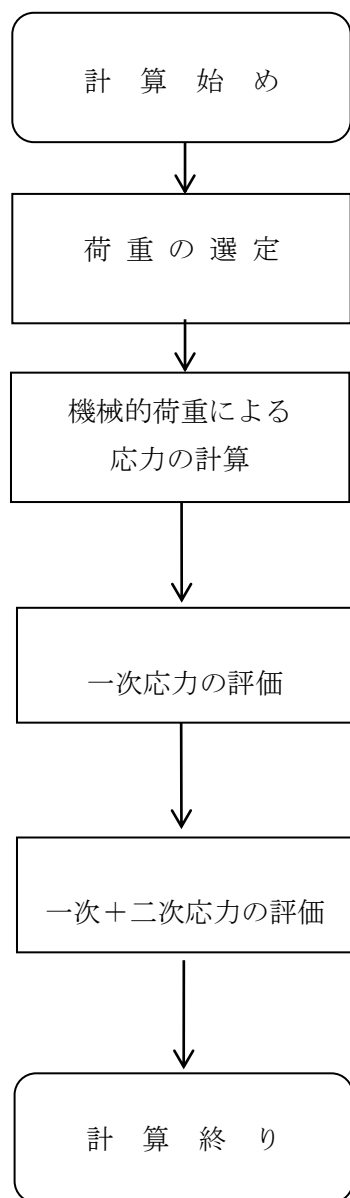 計 算 始 め
荷 重 の 選 定
機械的荷重による
応力の計算
一次応力の評価
一次＋二次応力の評価
計 算 終 り